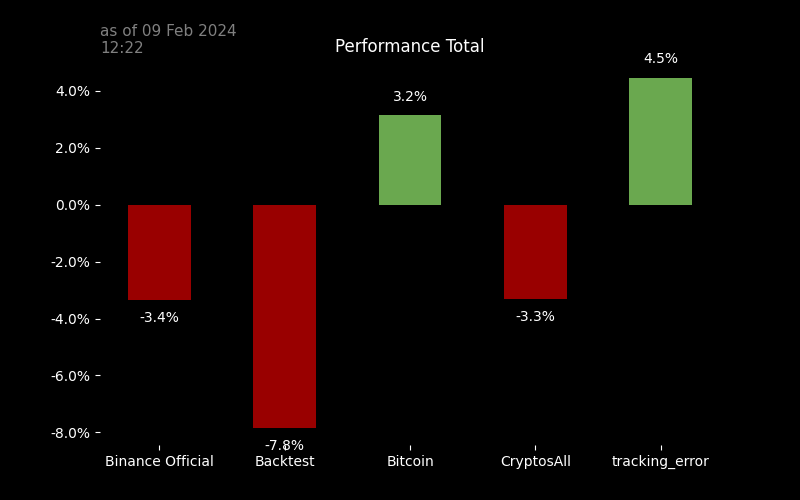 as of 09 Feb 2024
12:22
Performance Total
4.5%
4.0%
3.2%
2.0%
0.0%
-2.0%
-3.4%
-3.3%
-4.0%
-6.0%
-8.0%
-7.8%
Binance Official
Backtest
Bitcoin
CryptosAll
tracking_error